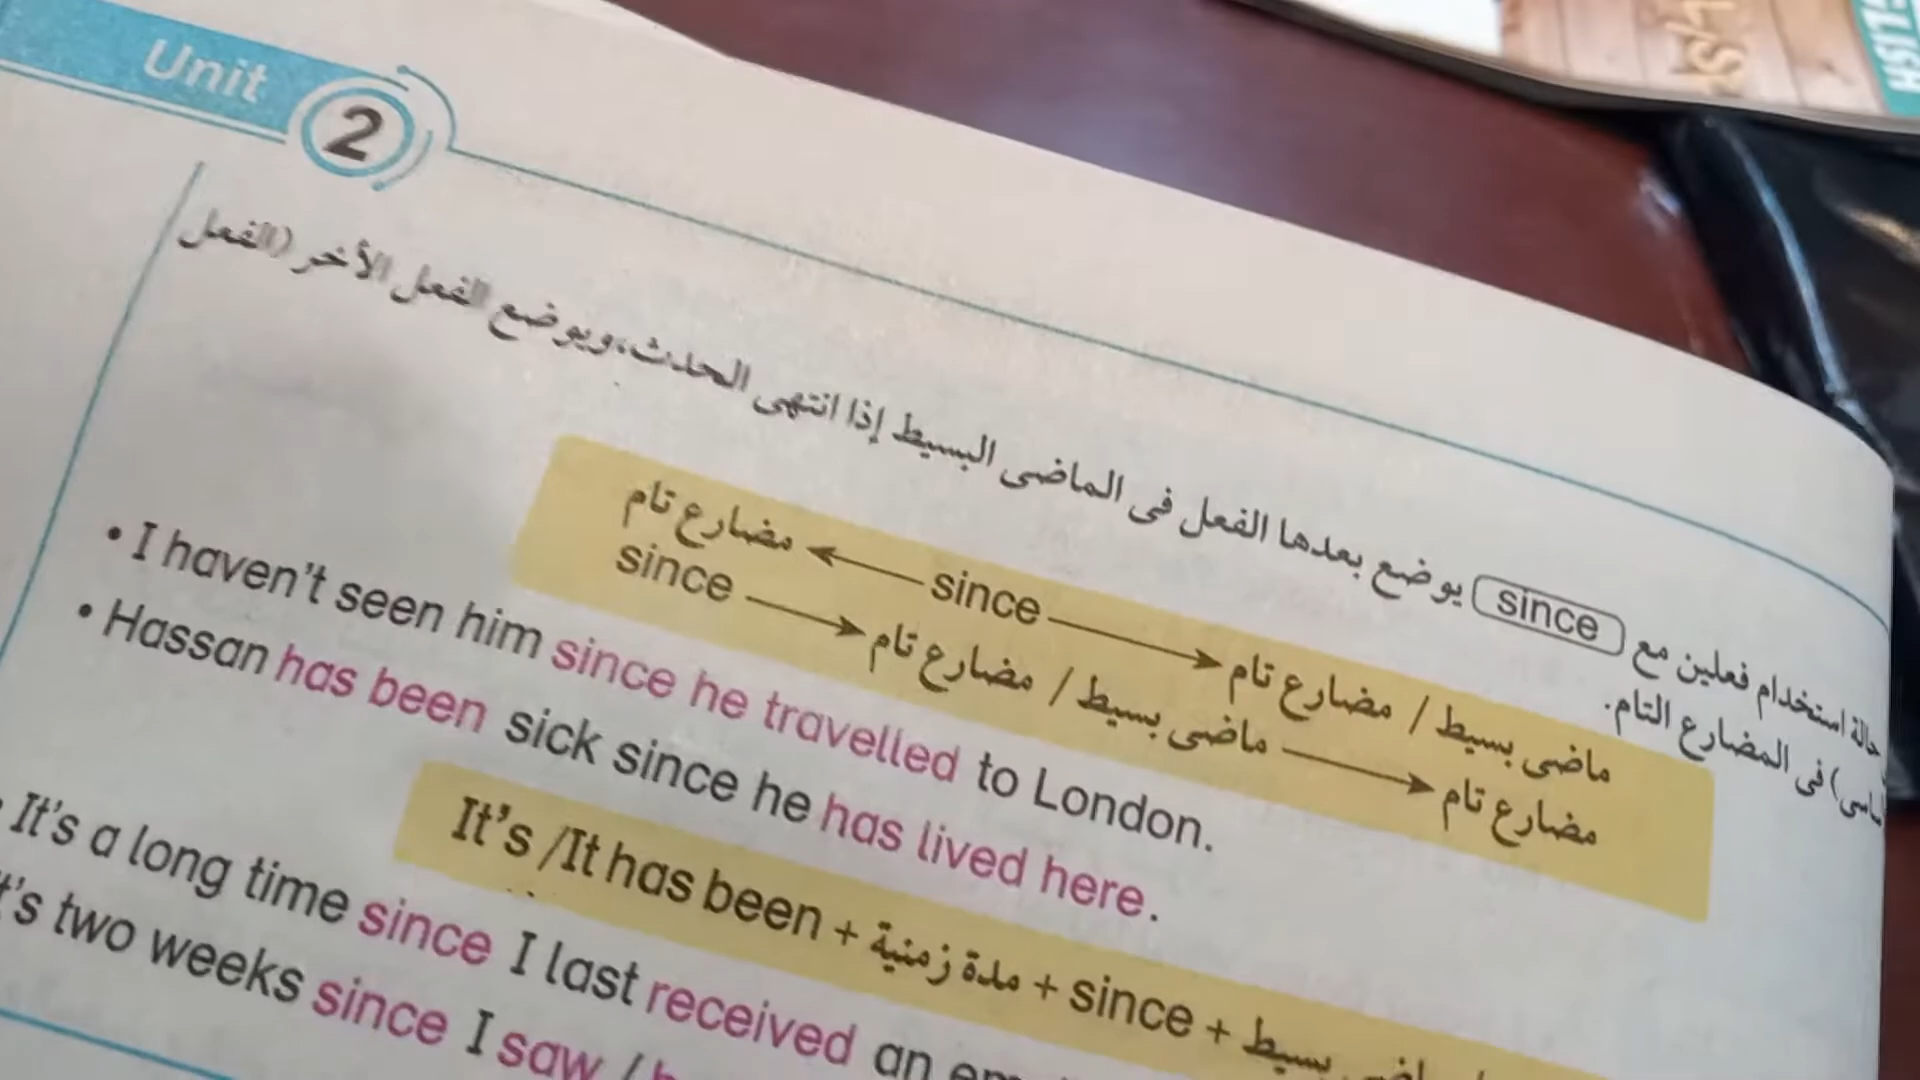 Unit 2
حالة استخدام فعلين مع since يوضع بعدها الفعل فى الماضى البسيط إذا انتهى الحدث، ويوضع الفعل الأخر (الفعل
فى المضارع التام.
مضارع تام ← since → ماضى بسيط / مضارع تام
since → ماضى بسيط / مضارع تام → مضارع تام
• I haven't seen him since he travelled to London.
• Hassan has been sick since he has lived here.
It's /It has been + مدة زمنية + since + بسيط
• It's a long time since I last received an
two weeks since I saw /